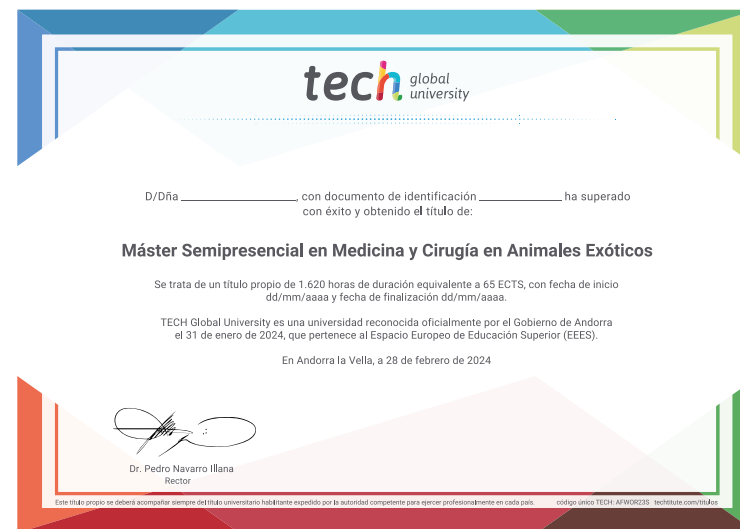 tech global university
D/Dña ____________, con documento de identificación ____________ ha superado
con éxito y obtenido el título de:
Máster Semipresencial en Medicina y Cirugía en Animales Exóticos
Se trata de un título propio de 1.620 horas de duración equivalente a 65 ECTS, con fecha de inicio
dd/mm/aaaa y fecha de finalización dd/mm/aaaa.
TECH Global University es una universidad reconocida oficialmente por el Gobierno de Andorra
el 31 de enero de 2024, que pertenece al Espacio Europeo de Educación Superior (EEES).
En Andorra la Vella, a 28 de febrero de 2024
Dr. Pedro Navarro Illana
Rector
Este título propio se deberá acompañar siempre del título universitario habilitante expedido por la autoridad competente para ejercer profesionalmente en cada país. código único TECH: AFWOR23S techtitute.com/titulos